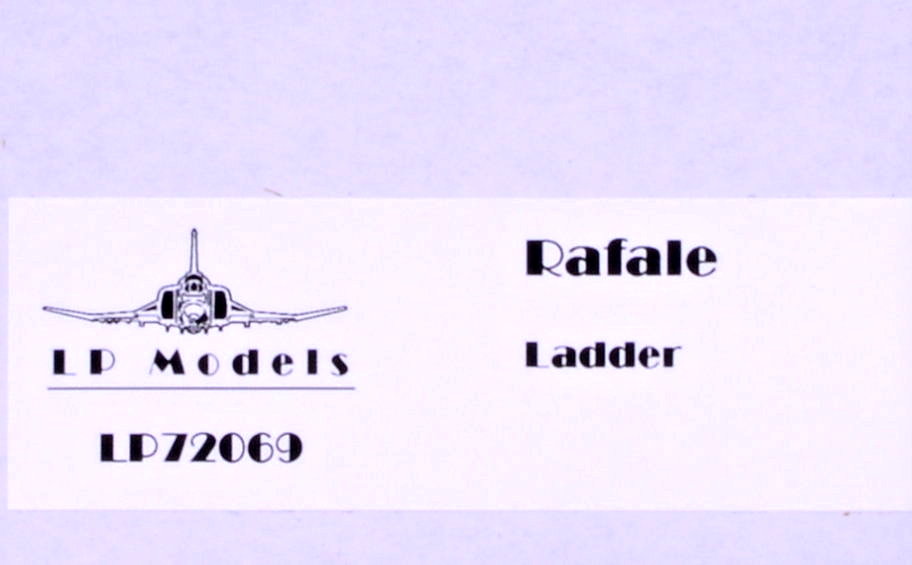 LP Models
LP72069
Rafale
Ladder